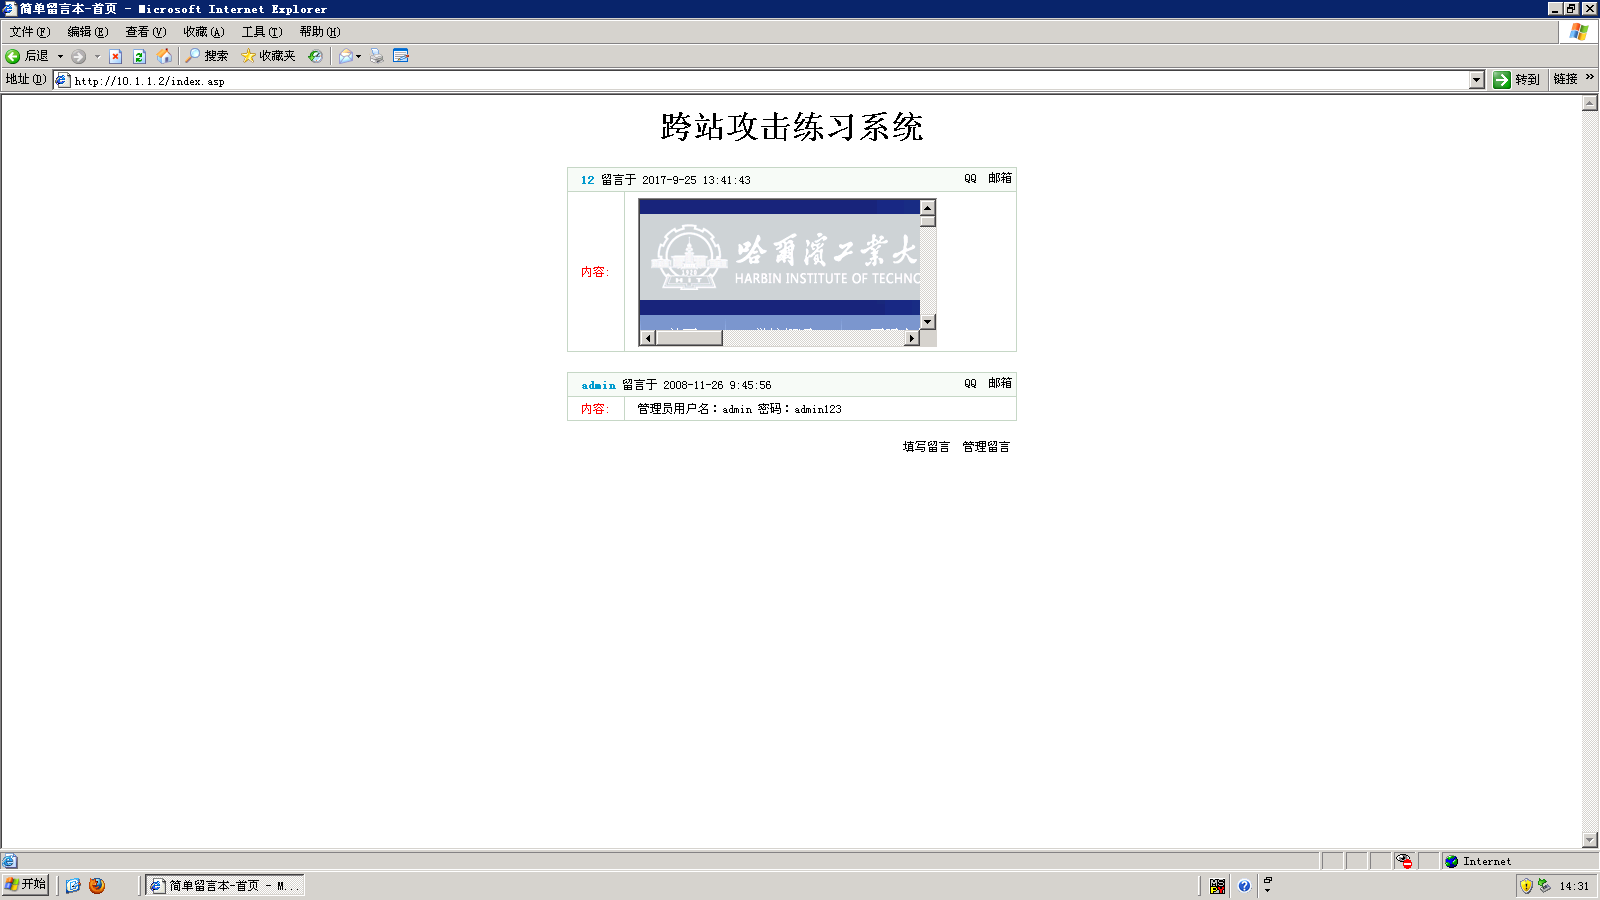 简单留言本-首页 - Microsoft Internet Explorer
文件(F) 编辑(E) 查看(V) 收藏(A) 工具(T) 帮助(H)
后退 搜索 收藏夹
地址(D) http://10.1.1.2/index.asp 转到 链接 »
跨站攻击练习系统
12 留言于 2017-9-25 13:41:43 QQ 邮箱
内容:
哈爾濱工業大
HARBIN INSTITUTE OF TECHNO
1920
HIT
admin 留言于 2008-11-26 9:45:56 QQ 邮箱
内容: 管理员用户名：admin 密码：admin123
填写留言 管理留言
Internet
开始 简单留言本-首页 - M... 14:31